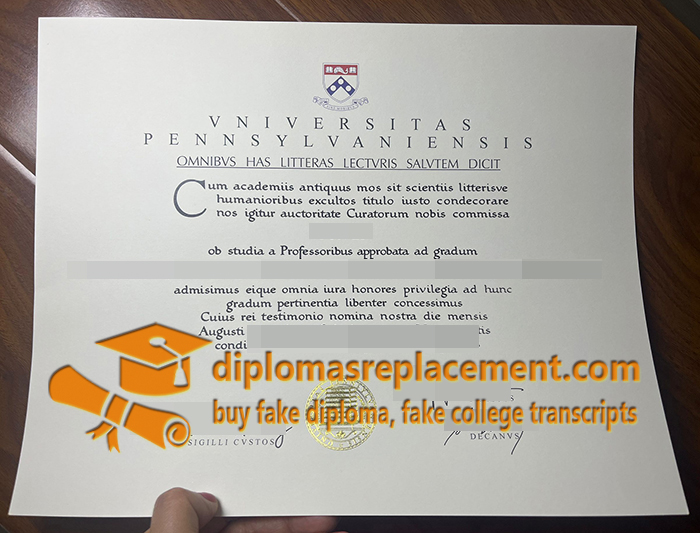 VNIVERSITAS
PENNSYLVANIENSIS
OMNIBVS HAS LITTERAS LECTVRIS SALVTEM DICIT
Cum academiis antiquus mos sit scientiis litterisve
humanioribus excultos titulo iusto condecorare
nos igitur auctoritate Curatorum nobis commissa
ob studia a Professoribus approbata ad gradum
admisimus eique omnia iura honores privilegia ad hunc
gradum pertinentia libenter concessimus
Cuius rei testimonio nomina nostra die mensis
Augusti
diplomasreplacement.com
buy fake diploma, fake college transcripts
SIGILLI CVSTOS
DECANVS